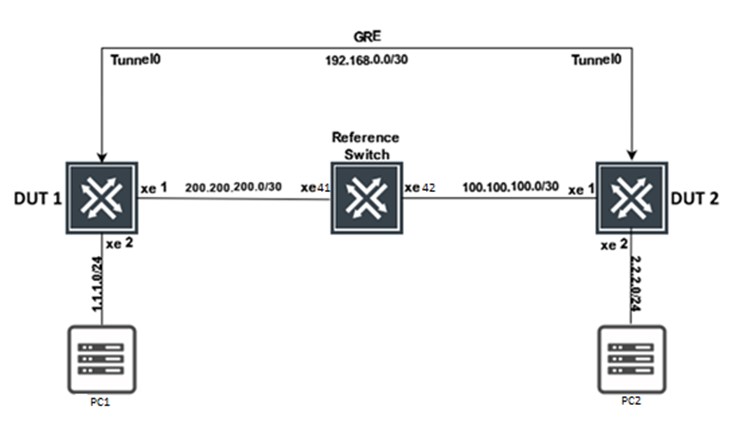 GRE
Tunnel0
192.168.0.0/30
Tunnel0
Reference
Switch
DUT 1
xe 1
200.200.200.0/30
xe41
xe 42
100.100.100.0/30
xe 1
DUT 2
xe 2
xe 2
1.1.1.0/24
2.2.2.0/24
PC1
PC2